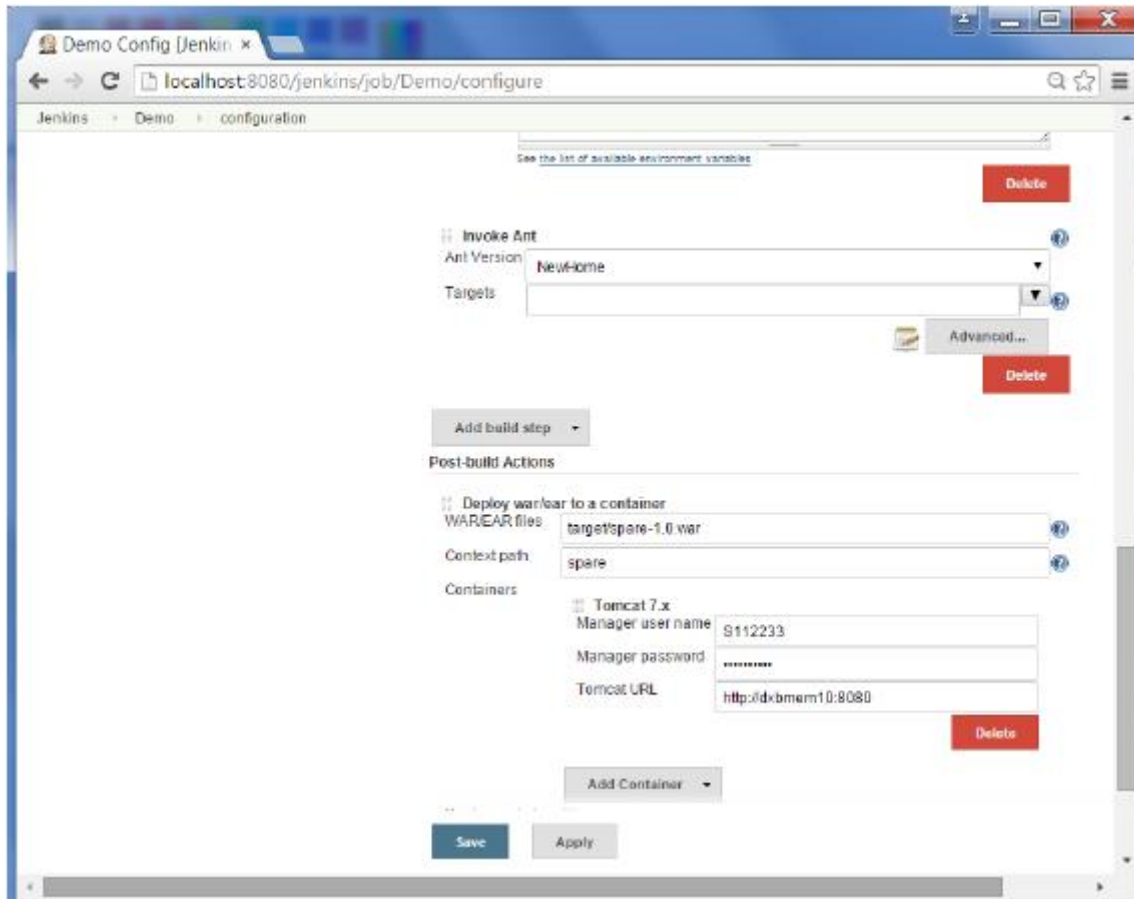 Demo Config [Jenkin
localhost:8080/jenkins/job/Demo/configure
Jenkins Demo configuration
See the list of available environment variables
Delete
Invoke Ant
Ant Version NewHome
Targets
Advanced...
Delete
Add build step
Post-build Actions
Deploy war/ear to a container
WAR/EAR files target/spare-1.0.war
Context path spare
Containers
Tomcat 7.x
Manager user name S112233
Manager password
Tomcat URL http://dxbmem10:8080
Delete
Add Container
Save Apply